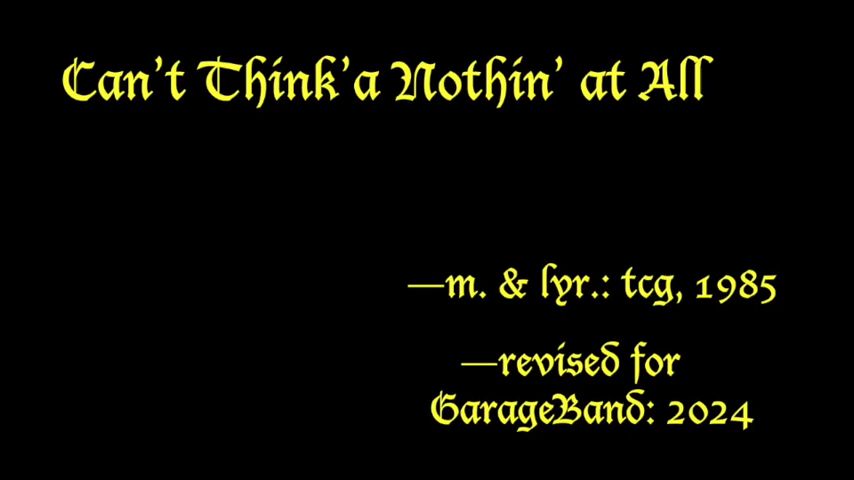 Can't Think'a Nothin' at All
—m. & lyr.: tcg, 1985
—revised for
GarageBand: 2024